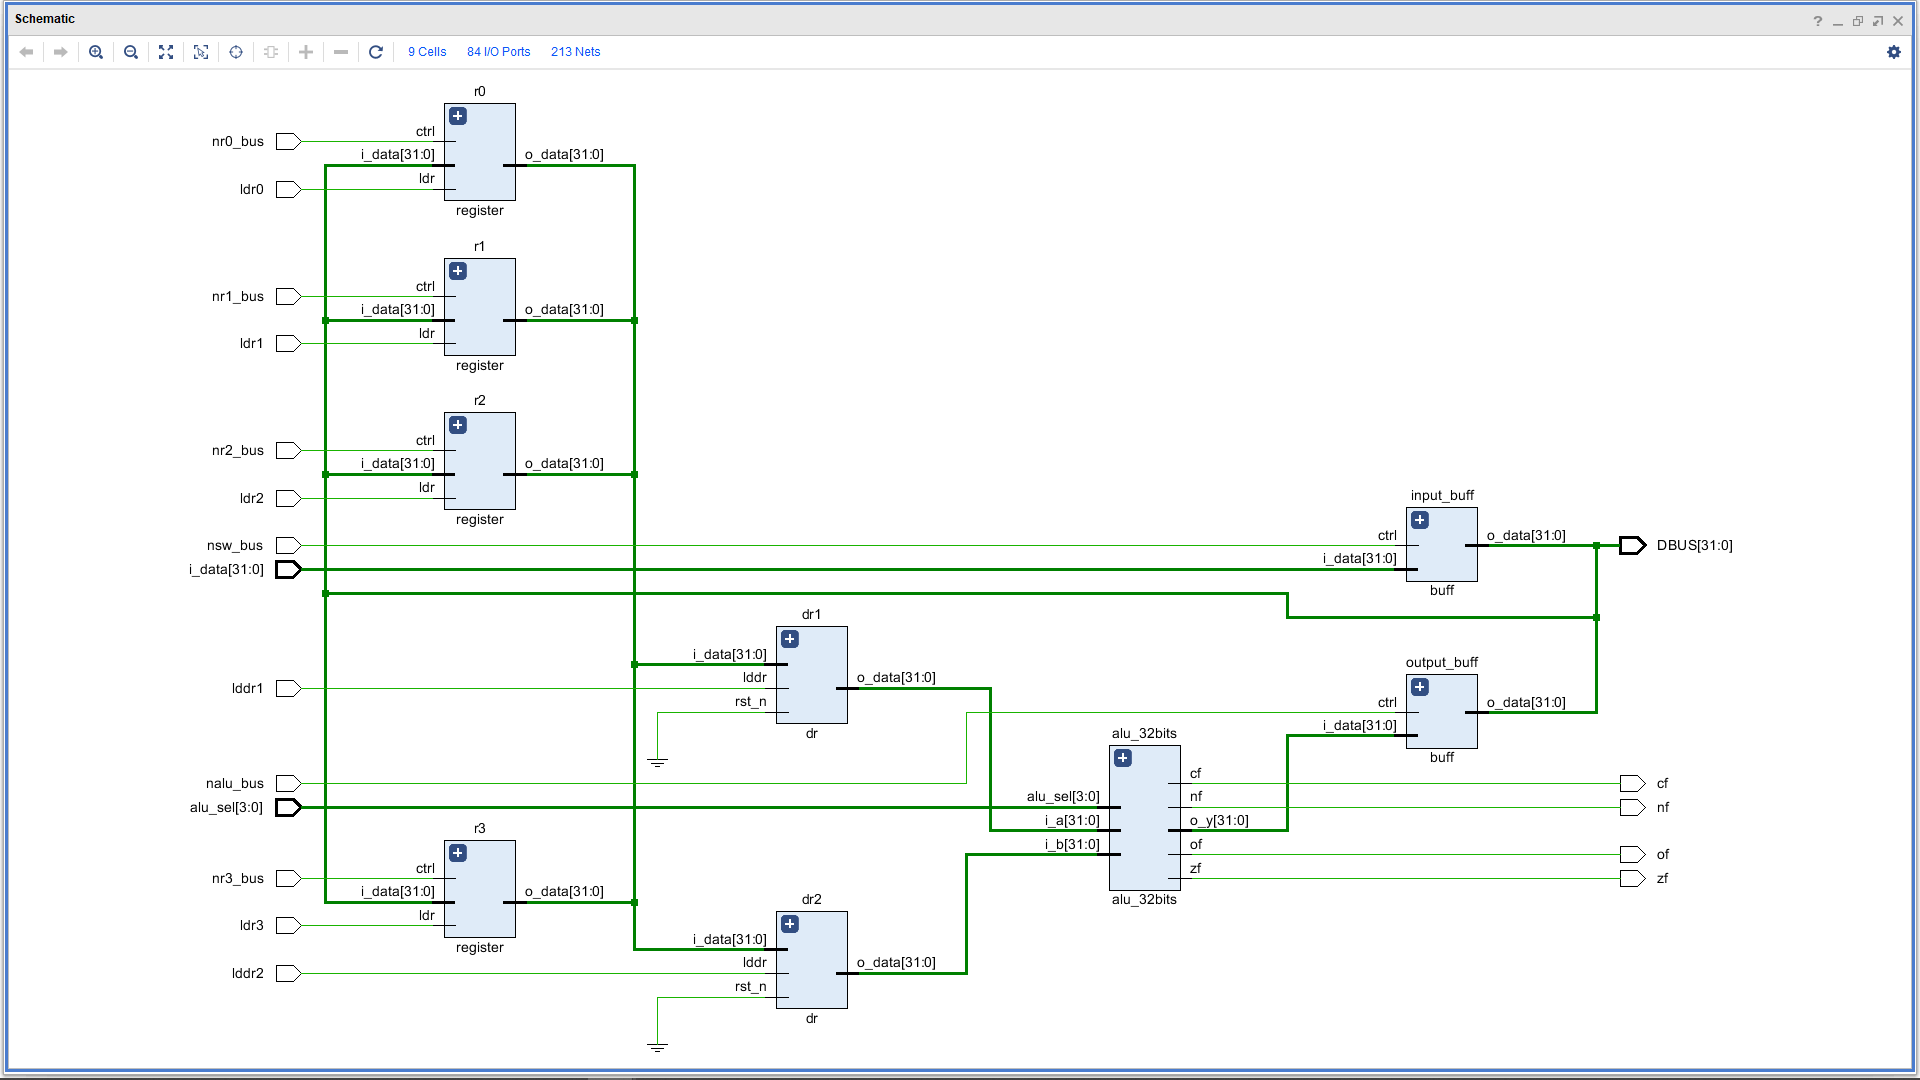 Schematic
?
9 Cells 84 I/O Ports 213 Nets
r0
ctrl
nr0_bus
i_data[31:0] o_data[31:0]
ldr
ldr0
register
r1
ctrl
nr1_bus
i_data[31:0] o_data[31:0]
ldr
ldr1
register
r2
ctrl
nr2_bus
i_data[31:0] o_data[31:0]
ldr
ldr2
input_buff
register
ctrl o_data[31:0]
nsw_bus DBUS[31:0]
i_data[31:0]
i_data[31:0]
buff
dr1
i_data[31:0]
output_buff
lddr o_data[31:0]
lddr1
rst_n
ctrl o_data[31:0]
i_data[31:0]
dr alu_32bits
buff
cf
nalu_bus cf
nf
alu_sel[3:0] alu_sel[3:0] nf
i_a[31:0] o_y[31:0]
r3
i_b[31:0] of
of
ctrl zf
nr3_bus zf
i_data[31:0] o_data[31:0]
dr2 alu_32bits
ldr
ldr3
i_data[31:0]
register
lddr o_data[31:0]
lddr2
rst_n
dr